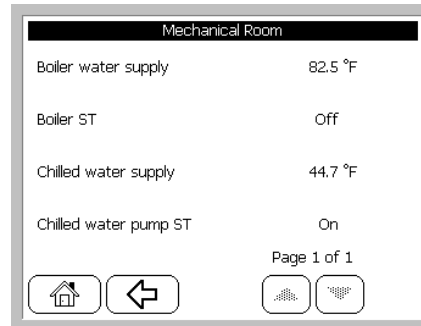 Mechanical Room
Boiler water supply 82.5 °F
Boiler ST Off
Chilled water supply 44.7 °F
Chilled water pump ST On
Page 1 of 1